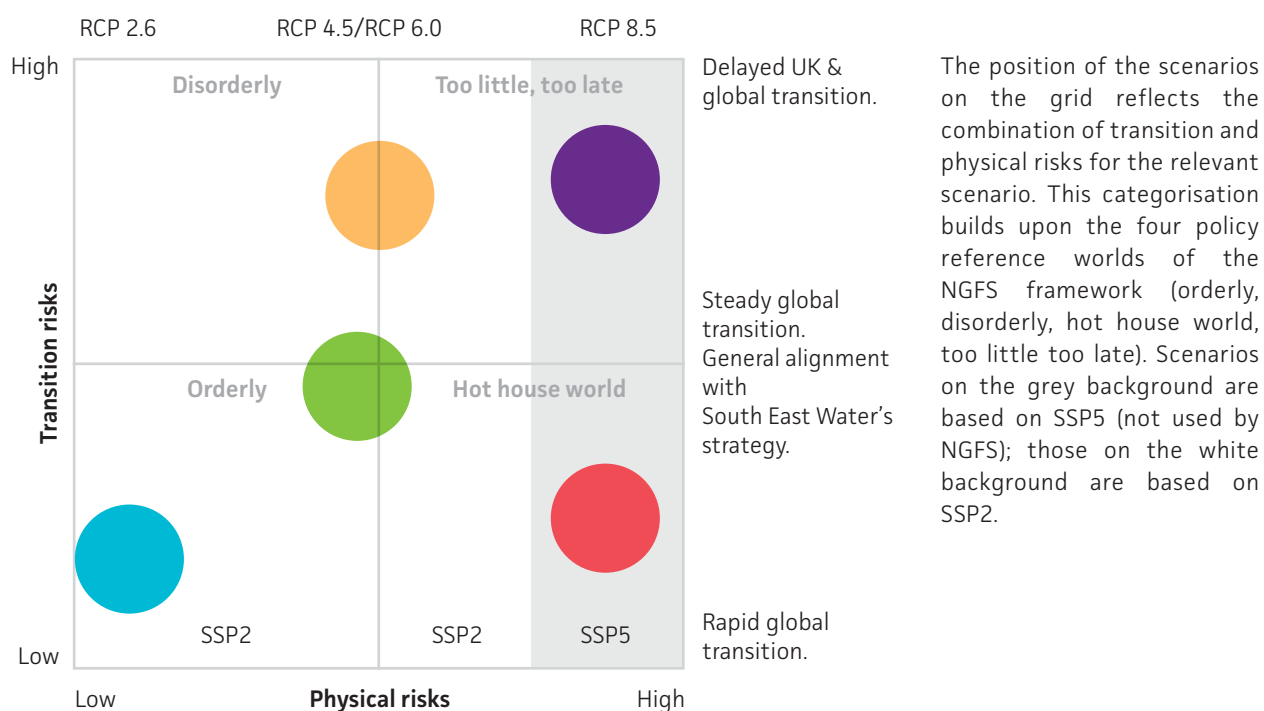 RCP 2.6
RCP 4.5/RCP 6.0
RCP 8.5
High
Disorderly
Too little, too late
Delayed UK &
global transition.
Transition risks
Steady global
transition.
General alignment
with
South East Water's
strategy.
Orderly
Hot house world
SSP2
SSP2
SSP5
Rapid global
transition.
Low
Low
Physical risks
High
The position of the scenarios
on the grid reflects the
combination of transition and
physical risks for the relevant
scenario. This categorisation
builds upon the four policy
reference worlds of the
NGFS framework (orderly,
disorderly, hot house world,
too little too late). Scenarios
on the grey background are
based on SSP5 (not used by
NGFS); those on the white
background are based on
SSP2.